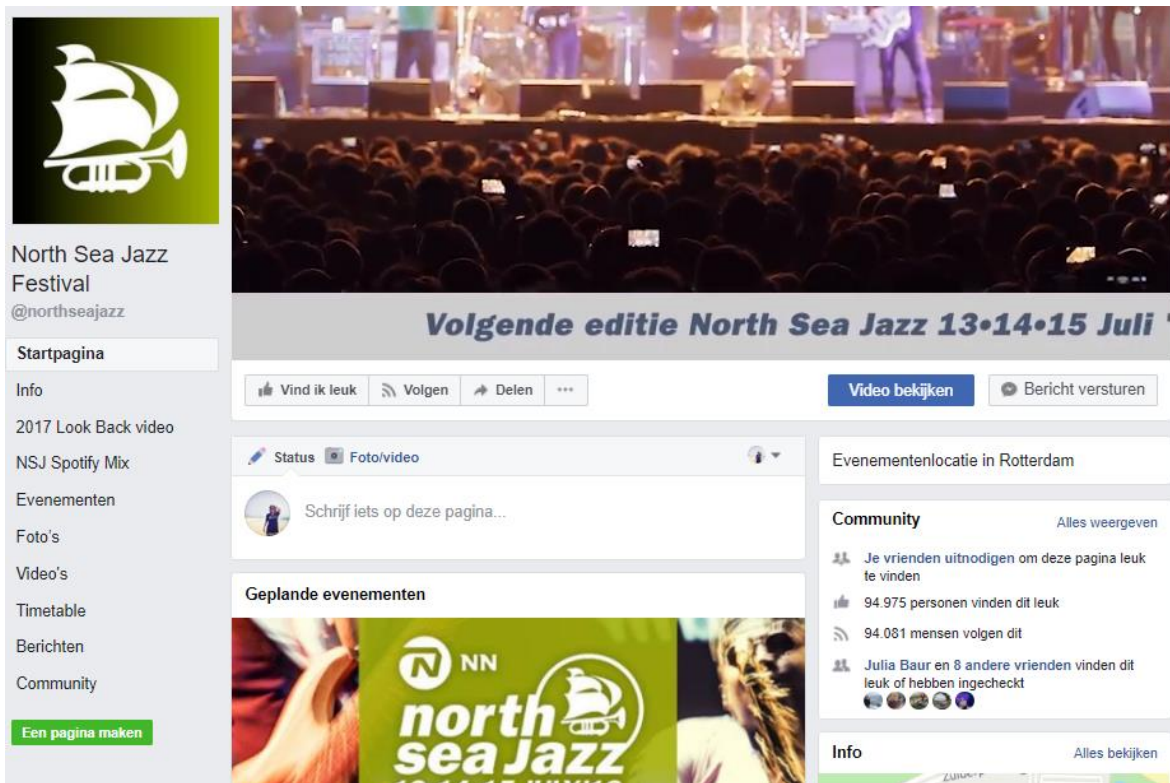 North Sea Jazz
Festival
@northseajazz
Startpagina
Info
2017 Look Back video
NSJ Spotify Mix
Evenementen
Foto's
Video's
Timetable
Berichten
Community
Een pagina maken
Volgende editie North Sea Jazz 13•14•15 Juli '
Vind ik leuk
Volgen
Delen
Video bekijken
Bericht versturen
Status
Foto/video
Schrijf iets op deze pagina...
Geplande evenementen
NN
north
sea Jazz
Evenementenlocatie in Rotterdam
Community
Alles weergeven
Je vrienden uitnodigen om deze pagina leuk
te vinden
94.975 personen vinden dit leuk
94.081 mensen volgen dit
Julia Baur en 8 andere vrienden vinden dit
leuk of hebben ingecheckt
Info
Alles bekijken